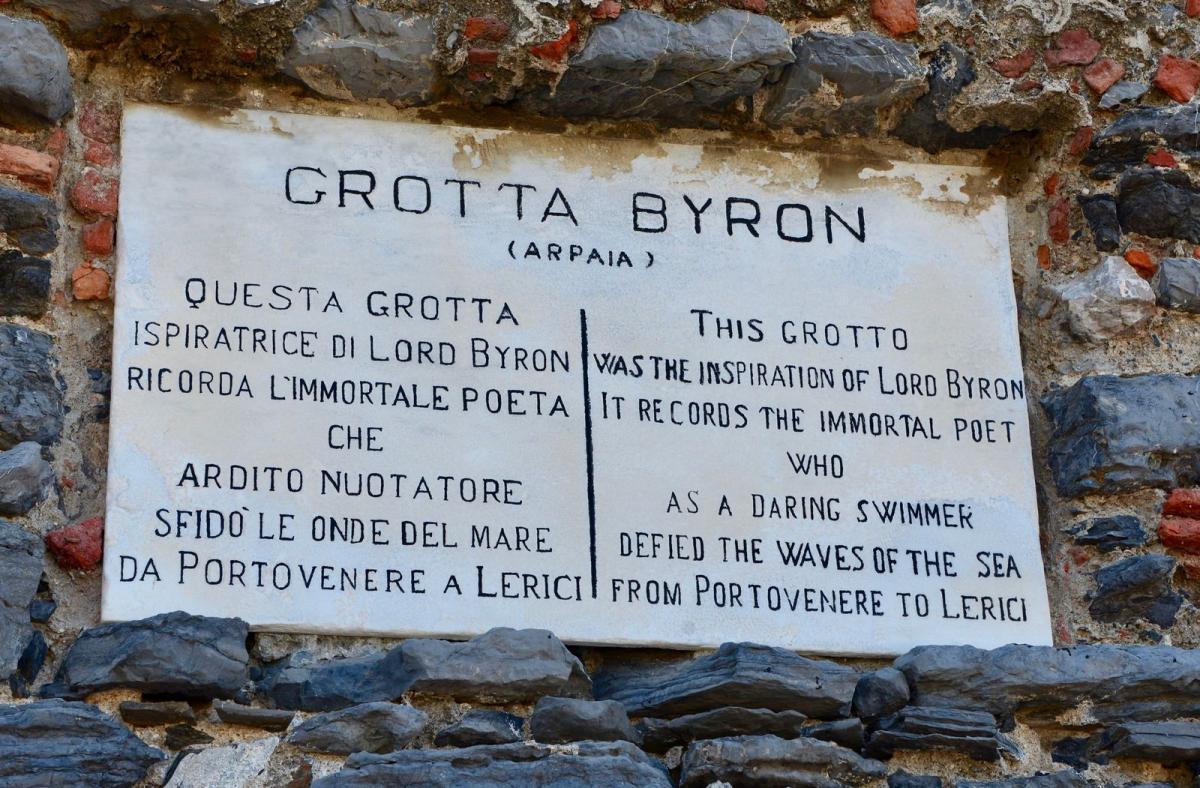 GROTTA BYRON
(ARPAIA)
QUESTA GROTTA
ISPIRATRICE DI LORD BYRON
RICORDA L'IMMORTALE POETA
CHE
ARDITO NUOTATORE
SFIDO' LE ONDE DEL MARE
DA PORTOVENERE A LERICI
THIS GROTTO
WAS THE INSPIRATION OF LORD BYRON
IT RECORDS THE IMMORTAL POET
WHO
AS A DARING SWIMMER
DEFIED THE WAVES OF THE SEA
FROM PORTOVENERE TO LERICI